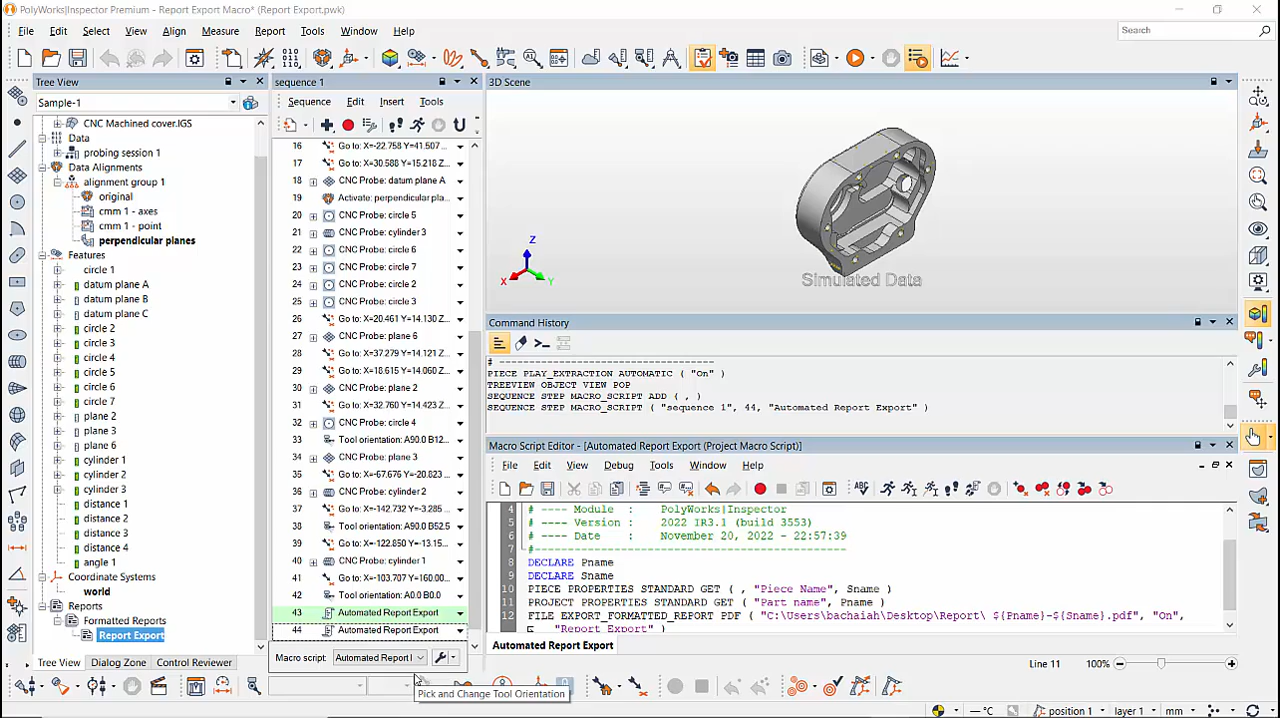 PolyWorks|Inspector Premium - Report Export Macro* (Report Export.pwk)
File Edit Select View Align Measure Report Tools Window Help
Search
Tree View
Sample-1
CNC Machined cover.IGS
Data
probing session 1
Data Alignments
alignment group 1
original
cmm 1 - axes
cmm 1 - point
perpendicular planes
Features
circle 1
datum plane A
datum plane B
datum plane C
circle 2
circle 3
circle 4
circle 5
circle 6
circle 7
plane 2
plane 3
plane 6
cylinder 1
cylinder 2
cylinder 3
distance 1
distance 2
distance 3
distance 4
angle 1
Coordinate Systems
world
Reports
Formatted Reports
Report Export
Tree View Dialog Zone Control Reviewer
sequence 1
Sequence Edit Insert Tools
16 Go to: X=-22.758 Y=41.507 ...
17 Go to: X=30.588 Y=15.218 Z...
18 CNC Probe: datum plane A
19 Activate: perpendicular pla...
20 CNC Probe: circle 5
21 CNC Probe: cylinder 3
22 CNC Probe: circle 6
23 CNC Probe: circle 7
24 CNC Probe: circle 2
25 CNC Probe: circle 3
26 Go to: X=20.461 Y=14.130 Z...
27 CNC Probe: plane 6
28 Go to: X=37.279 Y=14.121 Z...
29 Go to: X=18.615 Y=14.060 Z...
30 CNC Probe: plane 2
31 Go to: X=32.760 Y=14.423 Z...
32 CNC Probe: circle 4
33 Tool orientation: A90.0 B12...
34 CNC Probe: plane 3
35 Go to: X=-67.676 Y=-20.823 ...
36 CNC Probe: cylinder 2
37 Go to: X=-142.732 Y=-3.285...
38 Tool orientation: A90.0 B52.5
39 Go to: X=-122.850 Y=-13.15...
40 CNC Probe: cylinder 1
41 Go to: X=-103.707 Y=160.00...
42 Tool orientation: A0.0 B0.0
43 Automated Report Export
44 Automated Report Export
Macro script: Automated Report I
3D Scene
Z
X
Y
Simulated Data
Command History
# ------------------------------------
PIECE PLAY_EXTRACTION AUTOMATIC ( "On" )
TREEVIEW OBJECT VIEW POP
SEQUENCE STEP MACRO_SCRIPT ADD ( , )
SEQUENCE STEP MACRO_SCRIPT ( "sequence 1", 44, "Automated Report Export" )
Macro Script Editor - [Automated Report Export (Project Macro Script)]
File Edit View Debug Tools Window Help
4 # ---- Module : PolyWorks|Inspector
5 # ---- Version : 2022 IR3.1 (build 3553)
6 # ---- Date : November 20, 2022 - 22:57:39
7 #--------------------------------------------------
8 DECLARE Pname
9 DECLARE Sname
10 PIECE PROPERTIES STANDARD GET ( , "Piece Name", Sname )
11 PROJECT PROPERTIES STANDARD GET ( "Part name", Pname )
12 FILE EXPORT_FORMATTED_REPORT PDF ( "C:\Users\bachaiah\Desktop\Report\ ${Pname}-${Sname}.pdf", "On",
"Report Export" )
Automated Report Export
Line 11 100%
Pick and Change Tool Orientation
— °C position 1 layer 1 mm